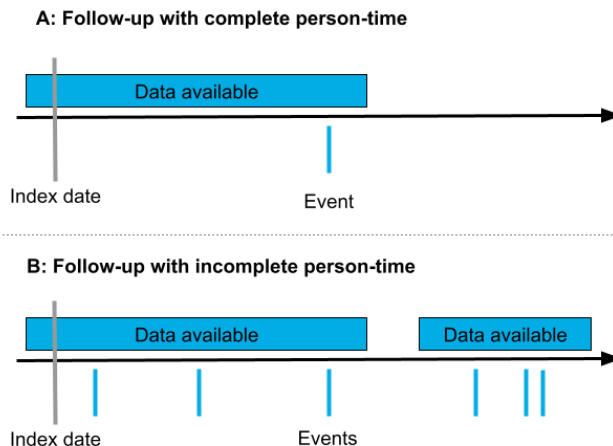 A: Follow-up with complete person-time
Data available
Index date
Event
B: Follow-up with incomplete person-time
Data available
Data available
Index date
Events